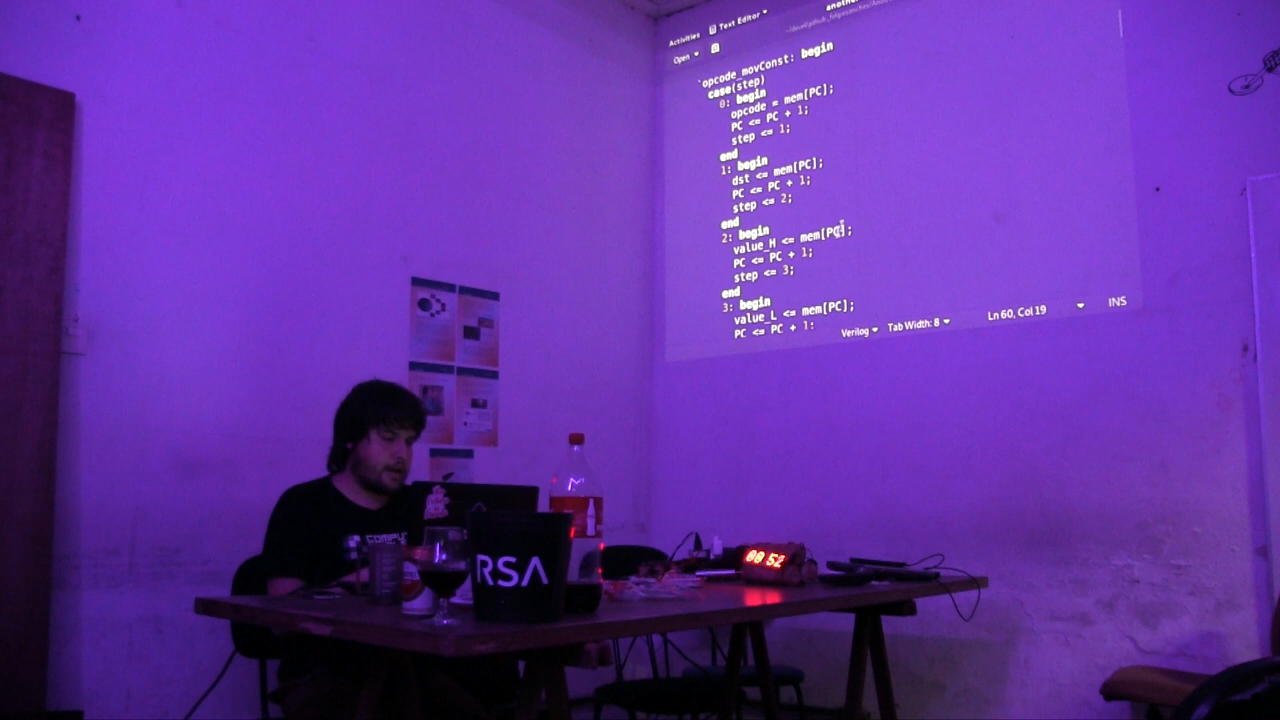 Activities Text Editor
Open
`opcode_movConst: begin
case(step)
0: begin
opcode = mem[PC];
PC <= PC + 1;
step <= 1;
end
1: begin
dst <= mem[PC];
PC <= PC + 1;
step <= 2;
end
2: begin
value_H <= mem[PC];
PC <= PC + 1;
step <= 3;
end
3: begin
value_L <= mem[PC];
PC <= PC + 1;
Verilog Tab Width: 8 Ln 60, Col 19 INS
RSA
00 52